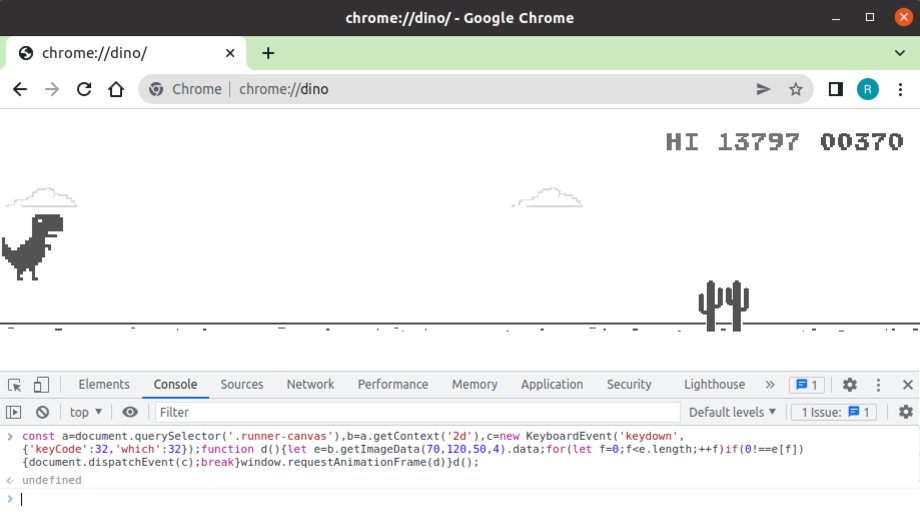 chrome://dino/ - Google Chrome
chrome://dino/
Chrome | chrome://dino
R
HI 13797 00370
Elements Console Sources Network Performance Memory Application Security Lighthouse » 1
top ▼ Filter Default levels ▼ 1 Issue: 1
> const a=document.querySelector('.runner-canvas'),b=a.getContext('2d'),c=new KeyboardEvent('keydown',
{'keyCode':32,'which':32});function d(){let e=b.getImageData(70,120,50,4).data;for(let f=0;f<e.length;++f)if(0!==e[f])
{document.dispatchEvent(c);break}window.requestAnimationFrame(d)}d();
undefined
>